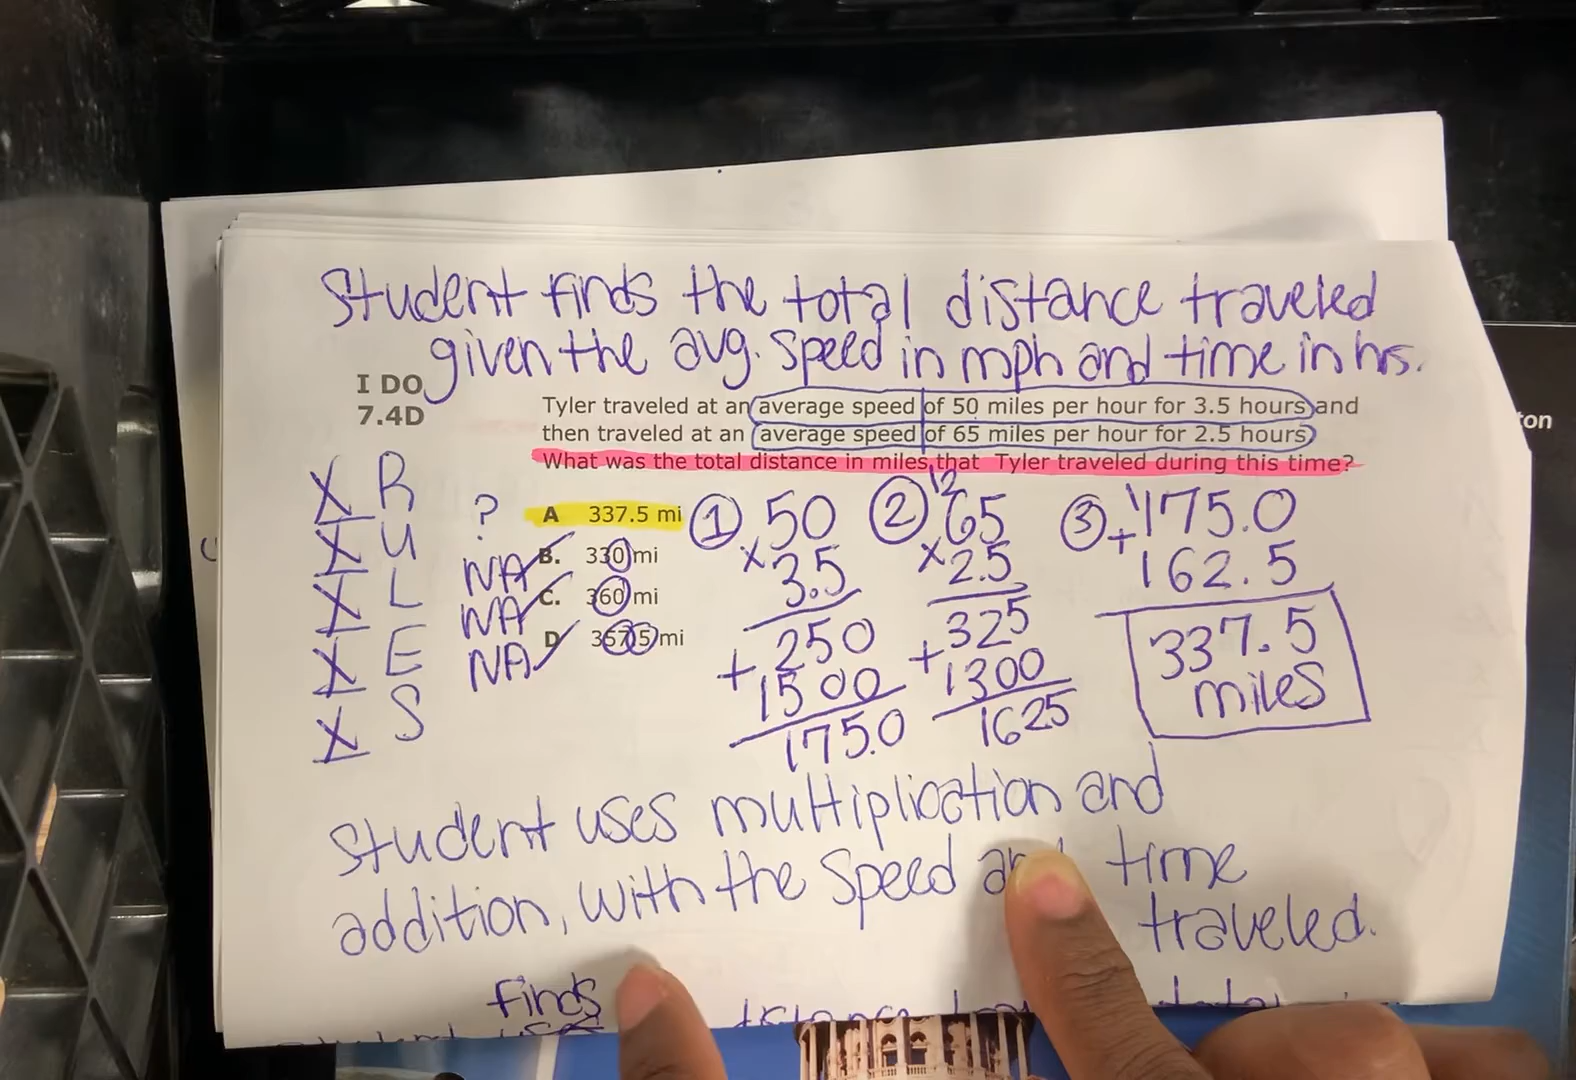 Student finds the total distance traveled
given the avg. speed in mph and time in hrs.
I DO
7.4D
Tyler traveled at an average speed of 50 miles per hour for 3.5 hours and
then traveled at an average speed of 65 miles per hour for 2.5 hours
What was the total distance in miles that Tyler traveled during this time?
X R
X U
X L
X E
X S
? A 337.5 mi
NA B. 330 mi
NA C. 360 mi
NA D 357.5 mi
① 50
x 3.5
250
+ 1500
175.0
② 12
65
x 2.5
325
+ 1300
1625
③ 1
175.0
+ 162.5
337.5
miles
Student uses multiplication and
addition, with the speed and time
traveled.
finds
ton